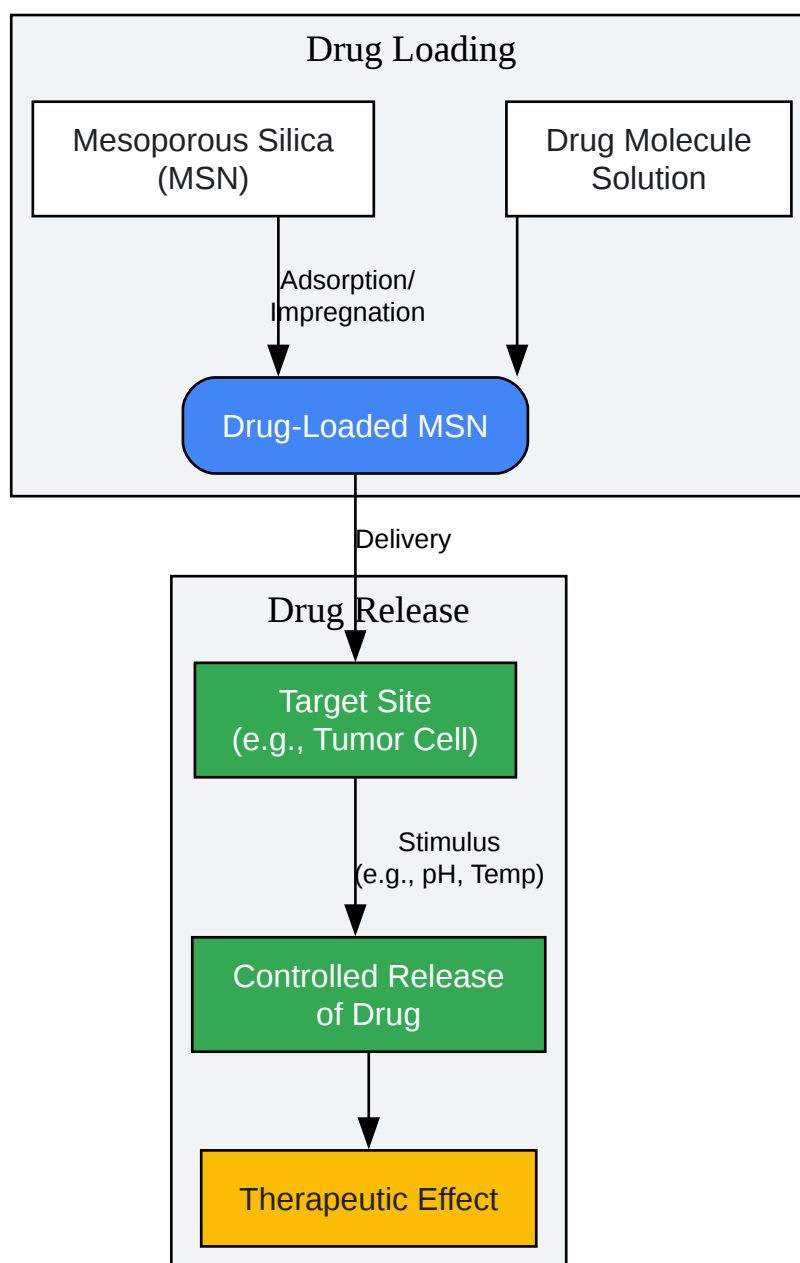 Drug Loading
Mesoporous Silica
(MSN)
Drug Molecule
Solution
Adsorption/
Impregnation
Drug-Loaded MSN
Delivery
Drug Release
Target Site
(e.g., Tumor Cell)
Stimulus
(e.g., pH, Temp)
Controlled Release
of Drug
Therapeutic Effect